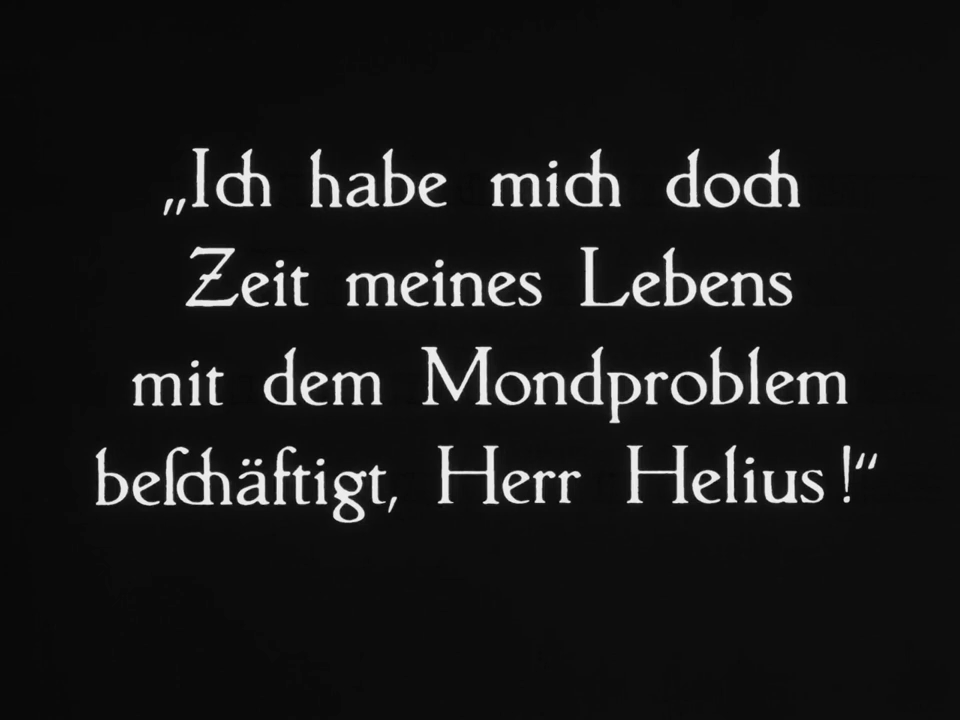 „Ich habe mich doch
Zeit meines Lebens
mit dem Mondproblem
beſchäftigt, Herr Helius!“